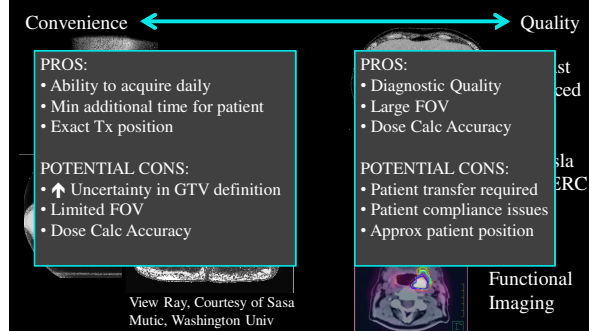 Convenience
Quality
PROS:
• Ability to acquire daily
• Min additional time for patient
• Exact Tx position
POTENTIAL CONS:
• ⬆ Uncertainty in GTV definition
• Limited FOV
• Dose Calc Accuracy
PROS:
• Diagnostic Quality
• Large FOV
• Dose Calc Accuracy
POTENTIAL CONS:
• Patient transfer required
• Patient compliance issues
• Approx patient position
View Ray, Courtesy of Sasa
Mutic, Washington Univ
Functional
Imaging